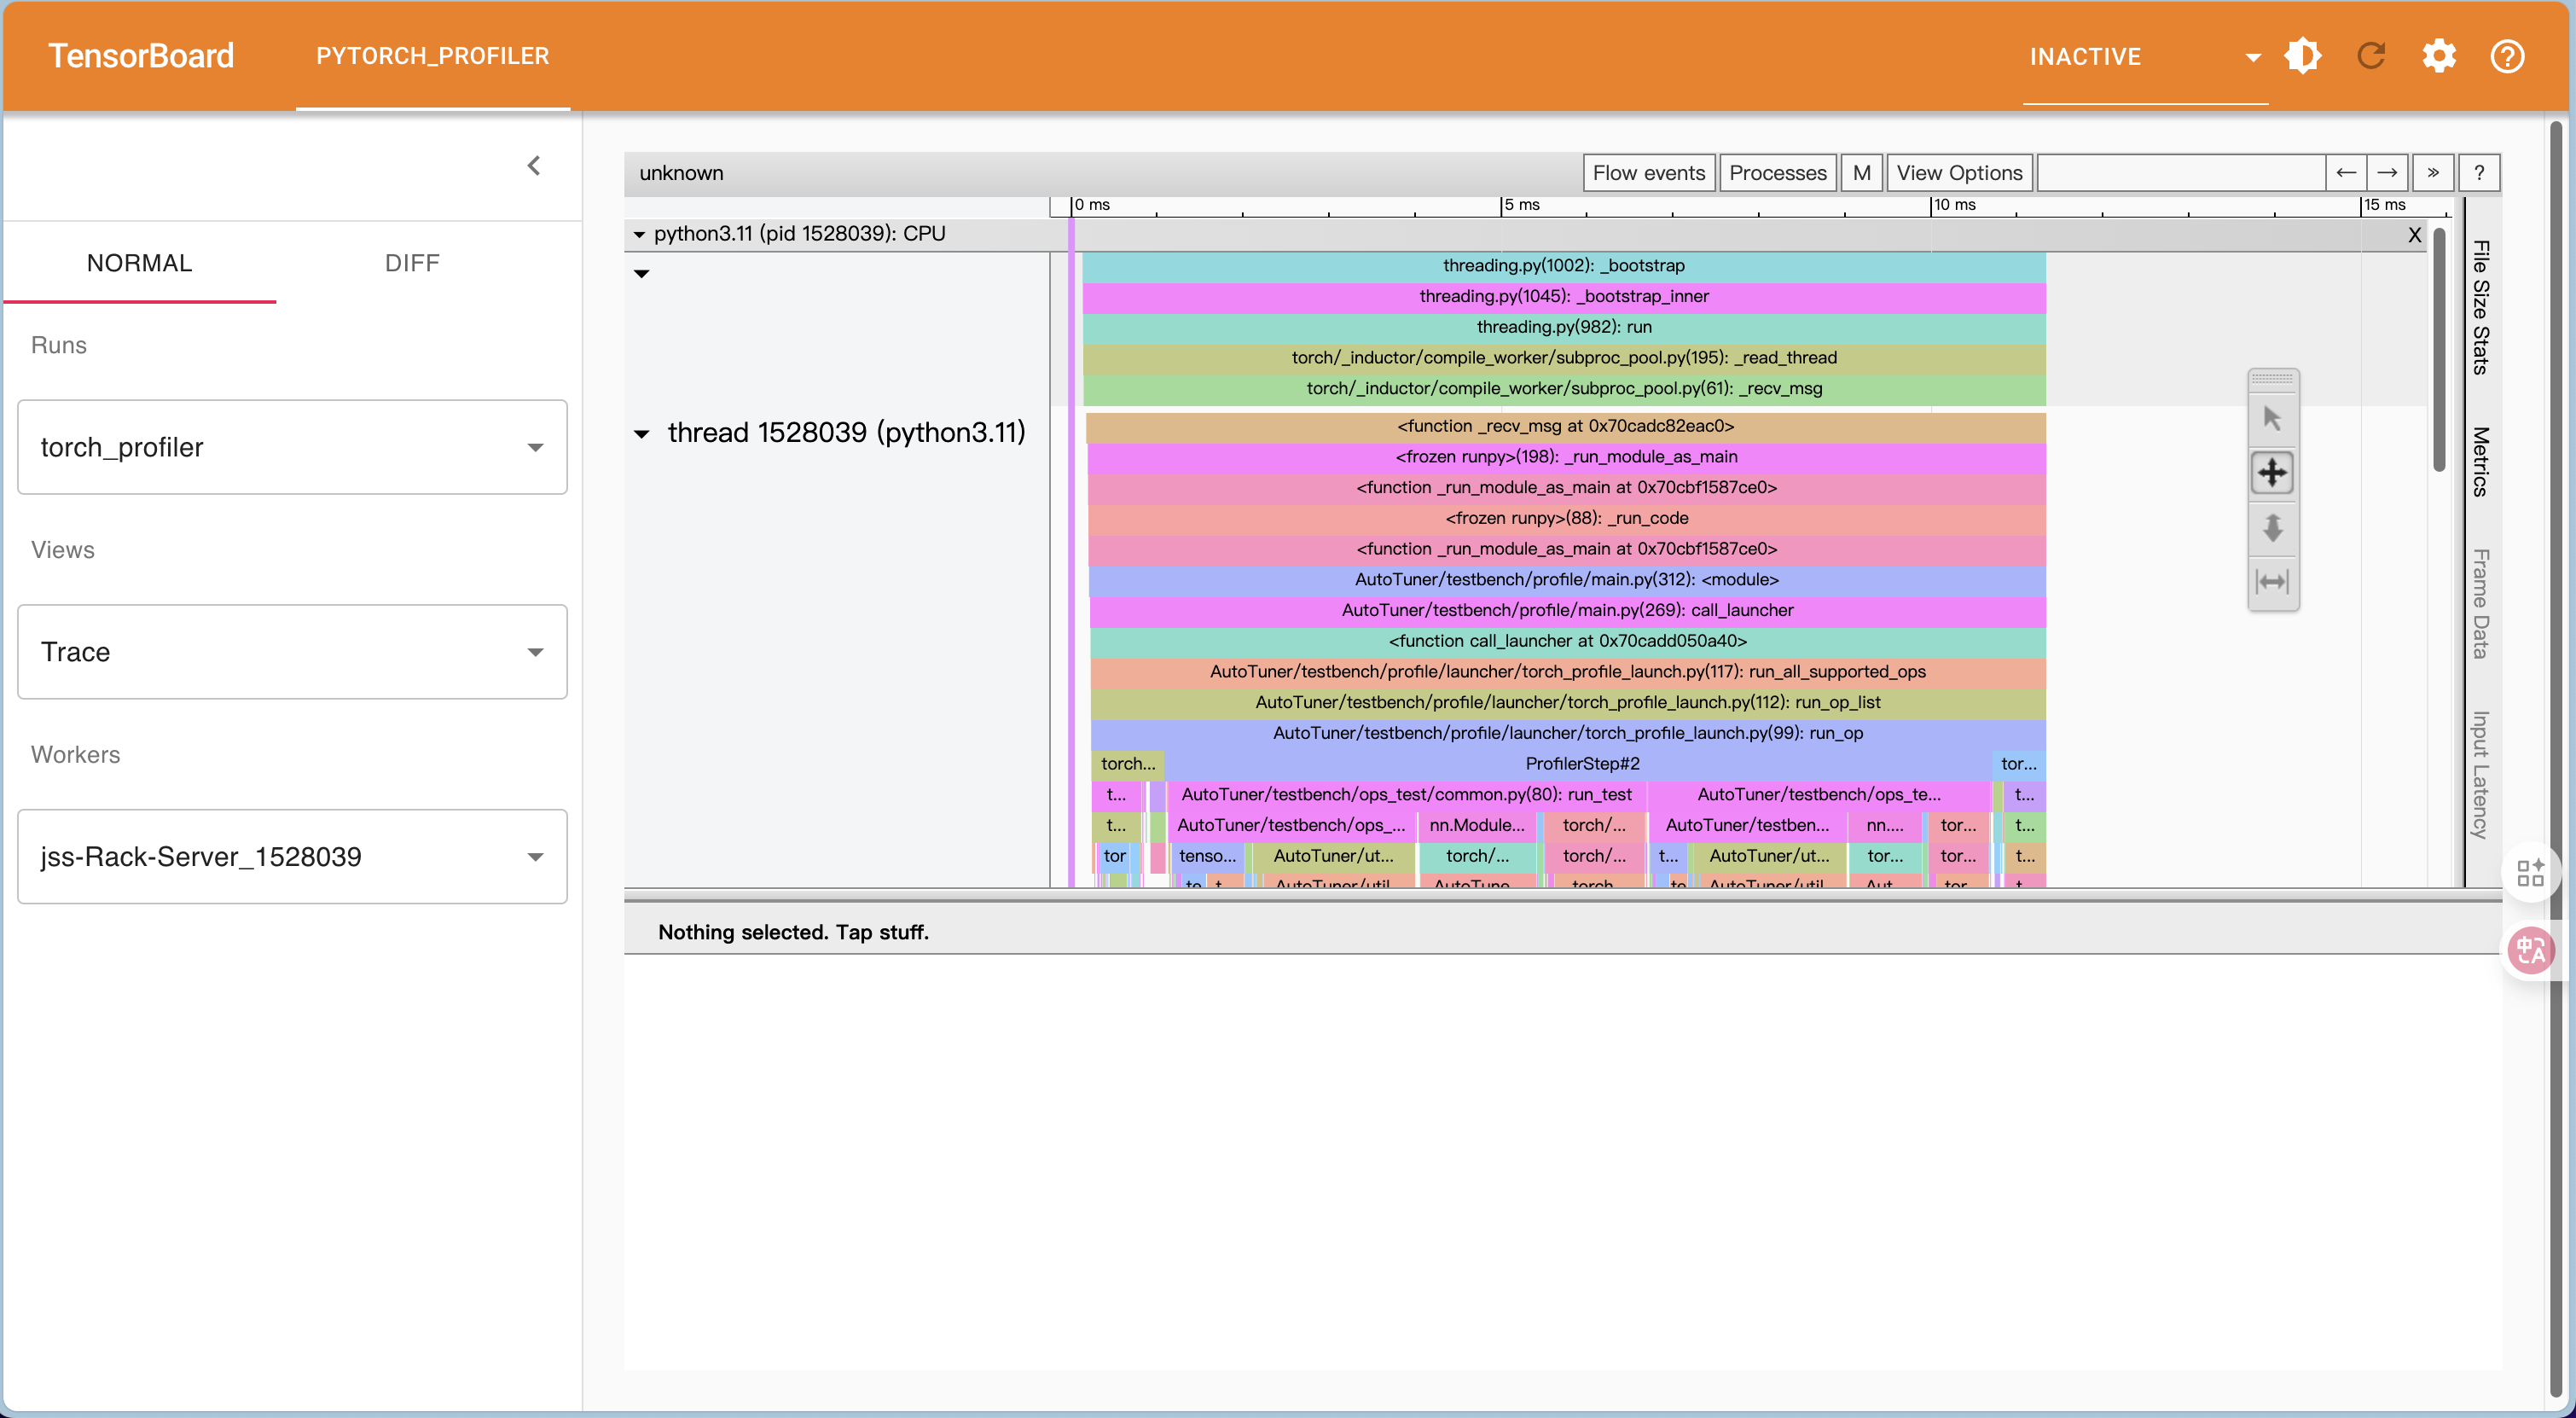 TensorBoard
PYTORCH_PROFILER
INACTIVE
NORMAL
DIFF
Runs
torch_profiler
Views
Trace
Workers
jss-Rack-Server_1528039
unknown
Flow events
Processes
M
View Options
←
→
»
?
0 ms
5 ms
10 ms
15 ms
python3.11 (pid 1528039): CPU
X
threading.py(1002): _bootstrap
threading.py(1045): _bootstrap_inner
threading.py(982): run
torch/_inductor/compile_worker/subproc_pool.py(195): _read_thread
torch/_inductor/compile_worker/subproc_pool.py(61): _recv_msg
thread 1528039 (python3.11)
<function _recv_msg at 0x70cadc82eac0>
<frozen runpy>(198): _run_module_as_main
<function _run_module_as_main at 0x70cbf1587ce0>
<frozen runpy>(88): _run_code
<function _run_module_as_main at 0x70cbf1587ce0>
AutoTuner/testbench/profile/main.py(312): <module>
AutoTuner/testbench/profile/main.py(269): call_launcher
<function call_launcher at 0x70cadd050a40>
AutoTuner/testbench/profile/launcher/torch_profile_launch.py(117): run_all_supported_ops
AutoTuner/testbench/profile/launcher/torch_profile_launch.py(112): run_op_list
AutoTuner/testbench/profile/launcher/torch_profile_launch.py(99): run_op
torch... ProfilerStep#2 tor...
t... AutoTuner/testbench/ops_test/common.py(80): run_test AutoTuner/testbench/ops_te... t...
t... AutoTuner/testbench/ops_... nn.Module... torch/... AutoTuner/testben... nn.... tor... t...
tor tenso... AutoTuner/ut... torch/... torch/... t... AutoTuner/ut... tor... tor... t...
File Size Stats
Metrics
Frame Data
Input Latency
Nothing selected. Tap stuff.
中A